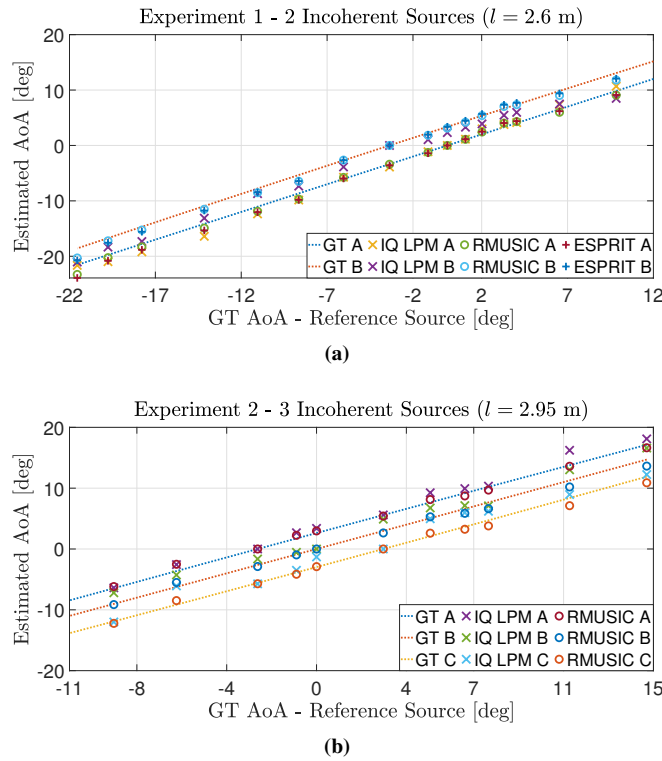 Experiment 1 - 2 Incoherent Sources (l = 2.6 m)
Estimated AoA [deg]
20
10
0
-10
-20
GT A IQ LPM A RMUSIC A ESPRIT A
GT B IQ LPM B RMUSIC B ESPRIT B
-22 -17 -11 -6 -2 2 7 12
GT AoA - Reference Source [deg]
(a)
Experiment 2 - 3 Incoherent Sources (l = 2.95 m)
Estimated AoA [deg]
20
10
0
-10
-20
GT A IQ LPM A RMUSIC A
GT B IQ LPM B RMUSIC B
GT C IQ LPM C RMUSIC C
-11 -8 -4 0 4 7 11 15
GT AoA - Reference Source [deg]
(b)